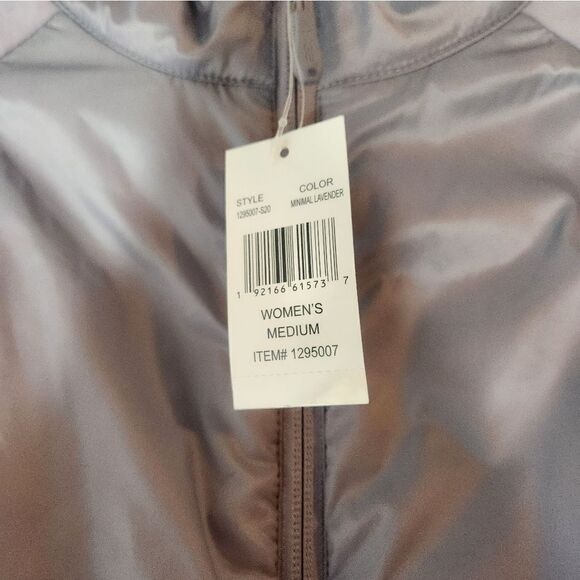 STYLE COLOR
1295007-S20 MINIMAL LAVENDER
1 92166 61573 7
WOMEN'S
MEDIUM
ITEM# 1295007